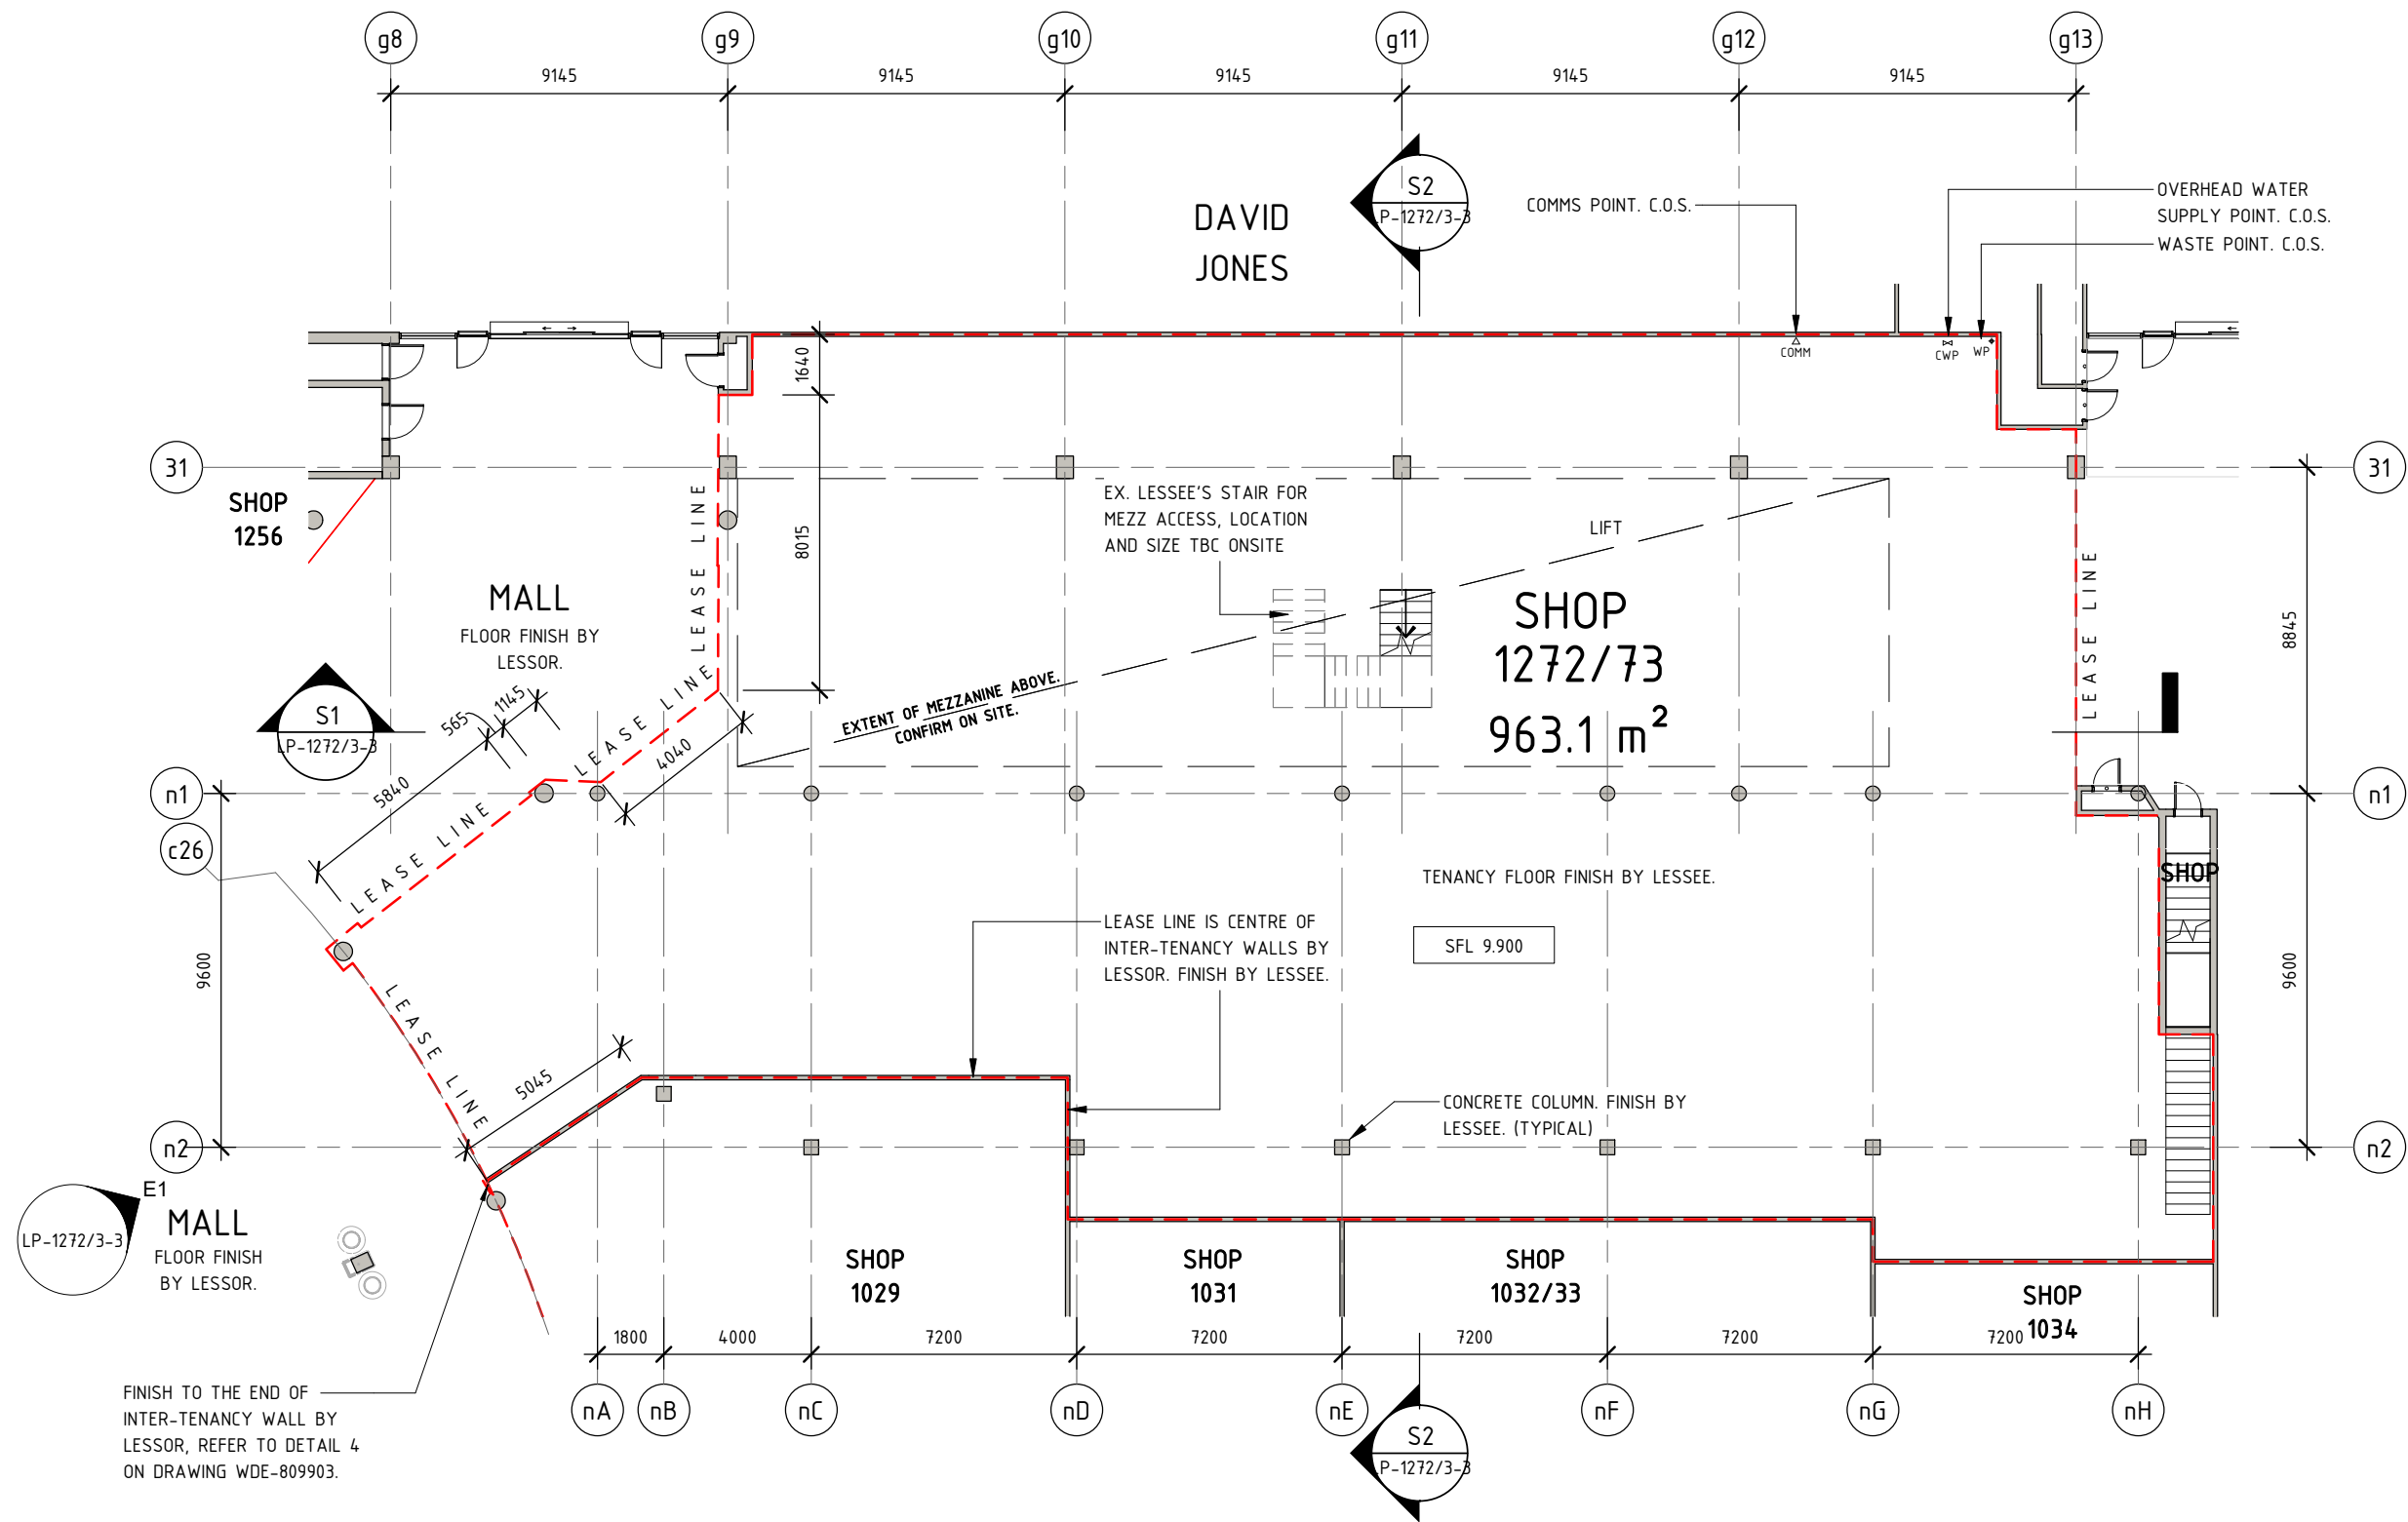 g8
g9
g10
g11
g12
g13
9145
9145
9145
9145
9145
DAVID
JONES
S2
LP-1272/3-3
COMMS POINT. C.O.S.
OVERHEAD WATER
SUPPLY POINT. C.O.S.
WASTE POINT. C.O.S.
COMM
CWP
WP
1640
31
31
SHOP
1256
LEASE LINE
LEASE LINE
8015
EX. LESSEE'S STAIR FOR
MEZZ ACCESS, LOCATION
AND SIZE TBC ONSITE
LIFT
MALL
FLOOR FINISH BY
LESSOR.
SHOP
1272/73
963.1 m²
LEASE LINE
8845
S1
LP-1272/3-3
565
1145
LEASE LINE
4040
EXTENT OF MEZZANINE ABOVE.
CONFIRM ON SITE.
5840
n1
n1
c26
LEASE LINE
TENANCY FLOOR FINISH BY LESSEE.
SHOP
LEASE LINE IS CENTRE OF
INTER-TENANCY WALLS BY
LESSOR. FINISH BY LESSEE.
SFL 9.900
9600
9600
LEASE LINE
5045
CONCRETE COLUMN. FINISH BY
LESSEE. (TYPICAL)
n2
n2
E1
LP-1272/3-3
MALL
FLOOR FINISH
BY LESSOR.
SHOP
1029
SHOP
1031
SHOP
1032/33
SHOP
1034
1800
4000
7200
7200
7200
7200
7200
FINISH TO THE END OF
INTER-TENANCY WALL BY
LESSOR, REFER TO DETAIL 4
ON DRAWING WDE-809903.
nA
nB
nC
nD
nE
nF
nG
nH
S2
LP-1272/3-3